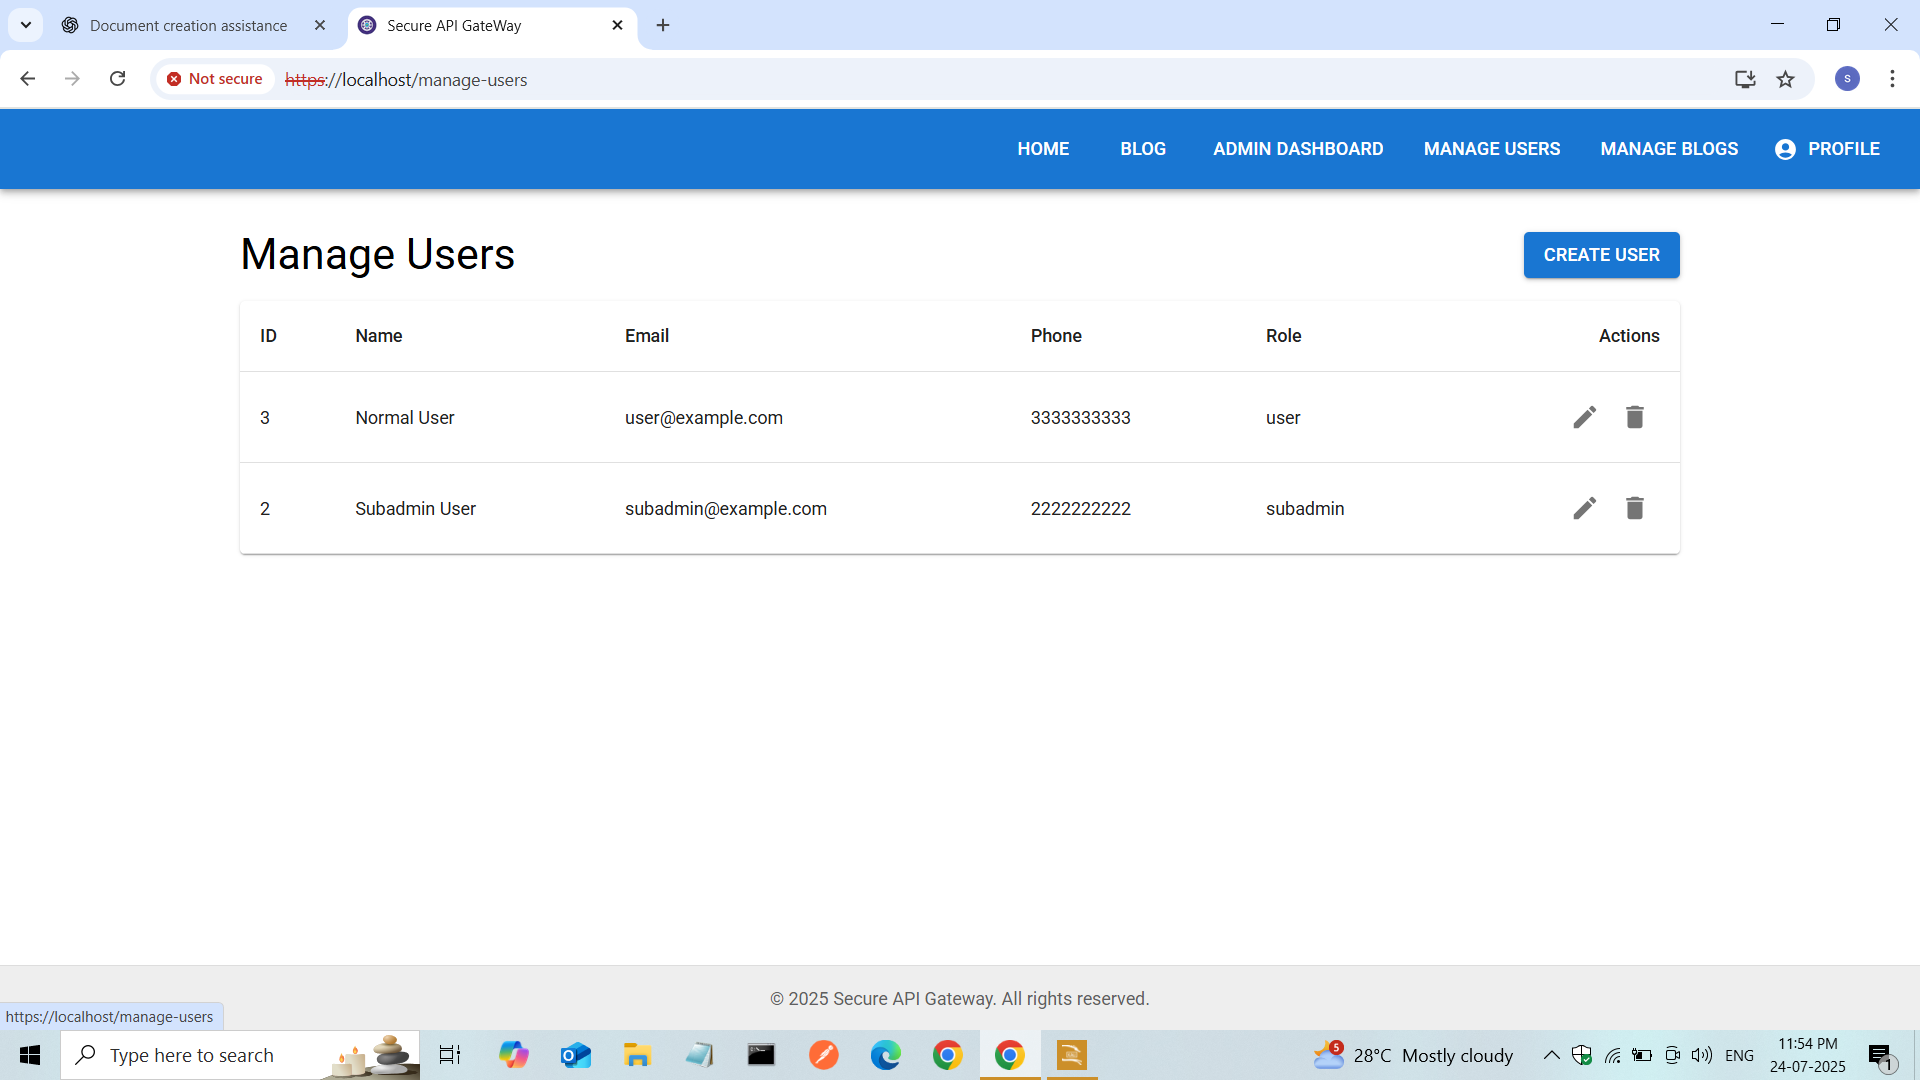 Document creation assistance
Secure API GateWay
Not secure
https://localhost/manage-users
S
HOME
BLOG
ADMIN DASHBOARD
MANAGE USERS
MANAGE BLOGS
PROFILE
Manage Users
CREATE USER
ID Name Email Phone Role Actions
3 Normal User user@example.com 3333333333 user
2 Subadmin User subadmin@example.com 2222222222 subadmin
© 2025 Secure API Gateway. All rights reserved.
https://localhost/manage-users
Type here to search
5
28°C Mostly cloudy
ENG
11:54 PM
24-07-2025
1